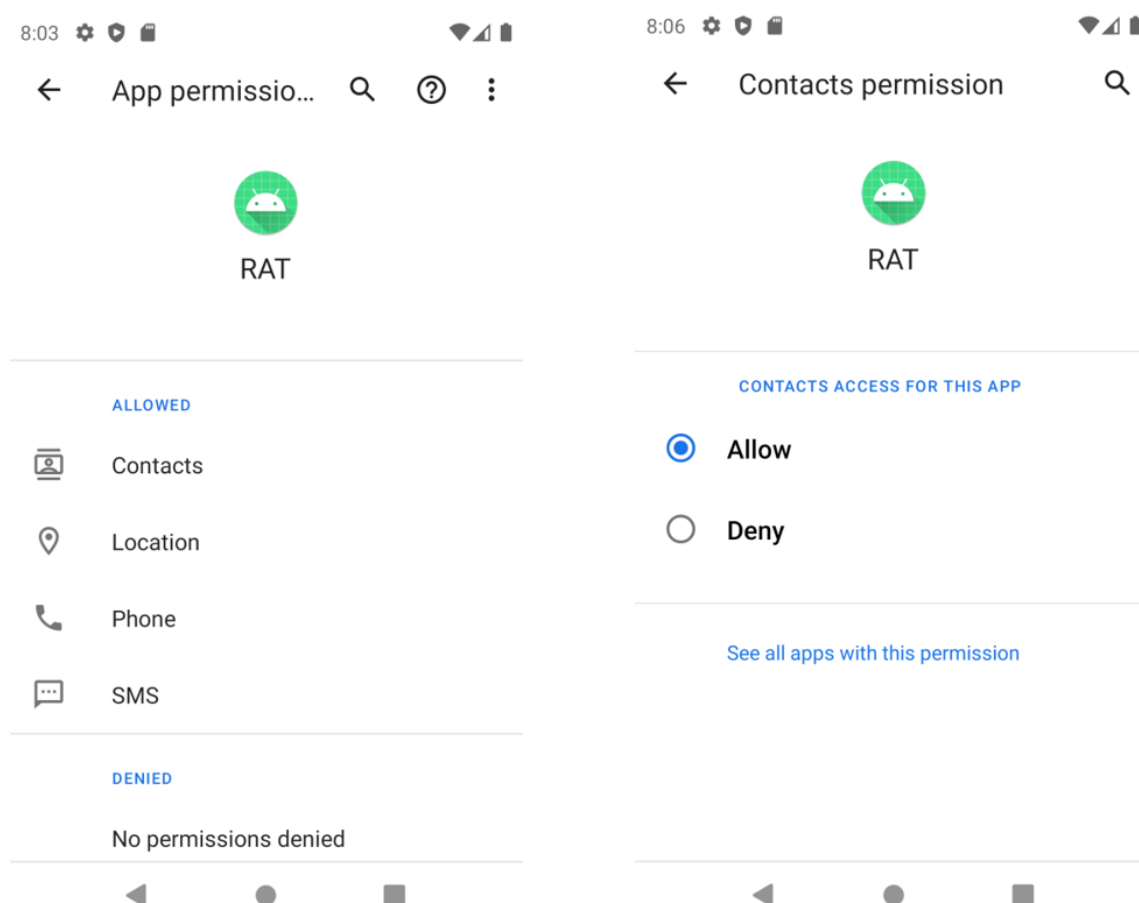 8:03
App permissio...
RAT
ALLOWED
Contacts
Location
Phone
SMS
DENIED
No permissions denied
8:06
Contacts permission
RAT
CONTACTS ACCESS FOR THIS APP
Allow
Deny
See all apps with this permission